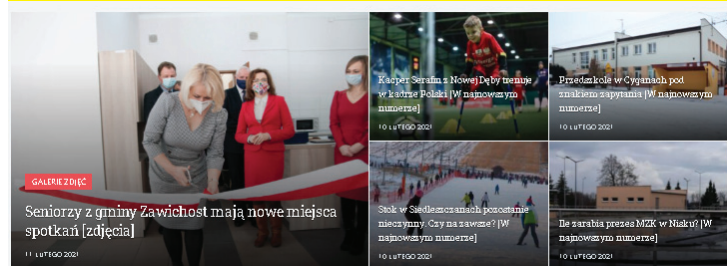 GALERIE ZDJĘĆ
Seniorzy z gminy Zawichost mają nowe miejsca
spotkań [zdjęcia]
11 LUTEGO 2021
Kacper Serafin z Nowej Dęby trenuje
w kadrze Polski [W najnowszym
numerze]
10 LUTEGO 2021
Przedszkole w Cyganach pod
znakiem zapytania [W najnowszym
numerze]
10 LUTEGO 2021
Stok w Siedleszczanach pozostanie
nieczynny. Czy na zawsze? [W
najnowszym numerze]
10 LUTEGO 2021
Ile zarabia prezes MZK w Nisku? [W
najnowszym numerze]
10 LUTEGO 2021